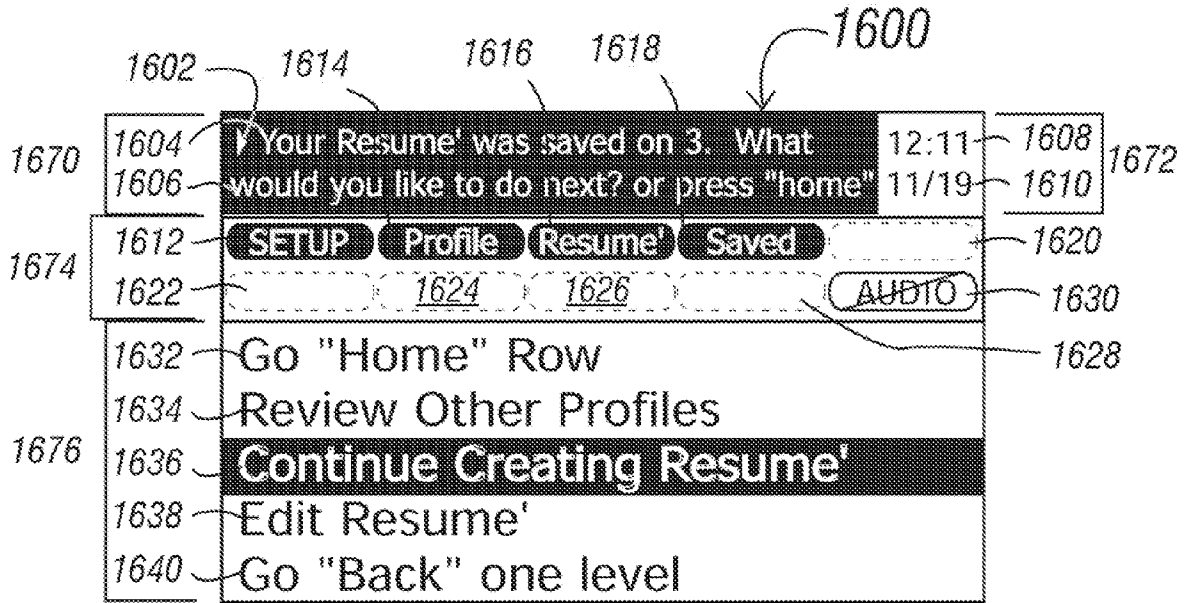 1600
1602 1614 1616 1618
1670 1604 Your Resume' was saved on 3. What 12:11 1608 1672
1606 would you like to do next? or press "home" 11/19 1610
1674 1612 SETUP Profile Resume' Saved 1620
1622 1624 1626 AUDIO 1630
1628
1632 Go "Home" Row
1634 Review Other Profiles
1676 1636 Continue Creating Resume'
1638 Edit Resume'
1640 Go "Back" one level